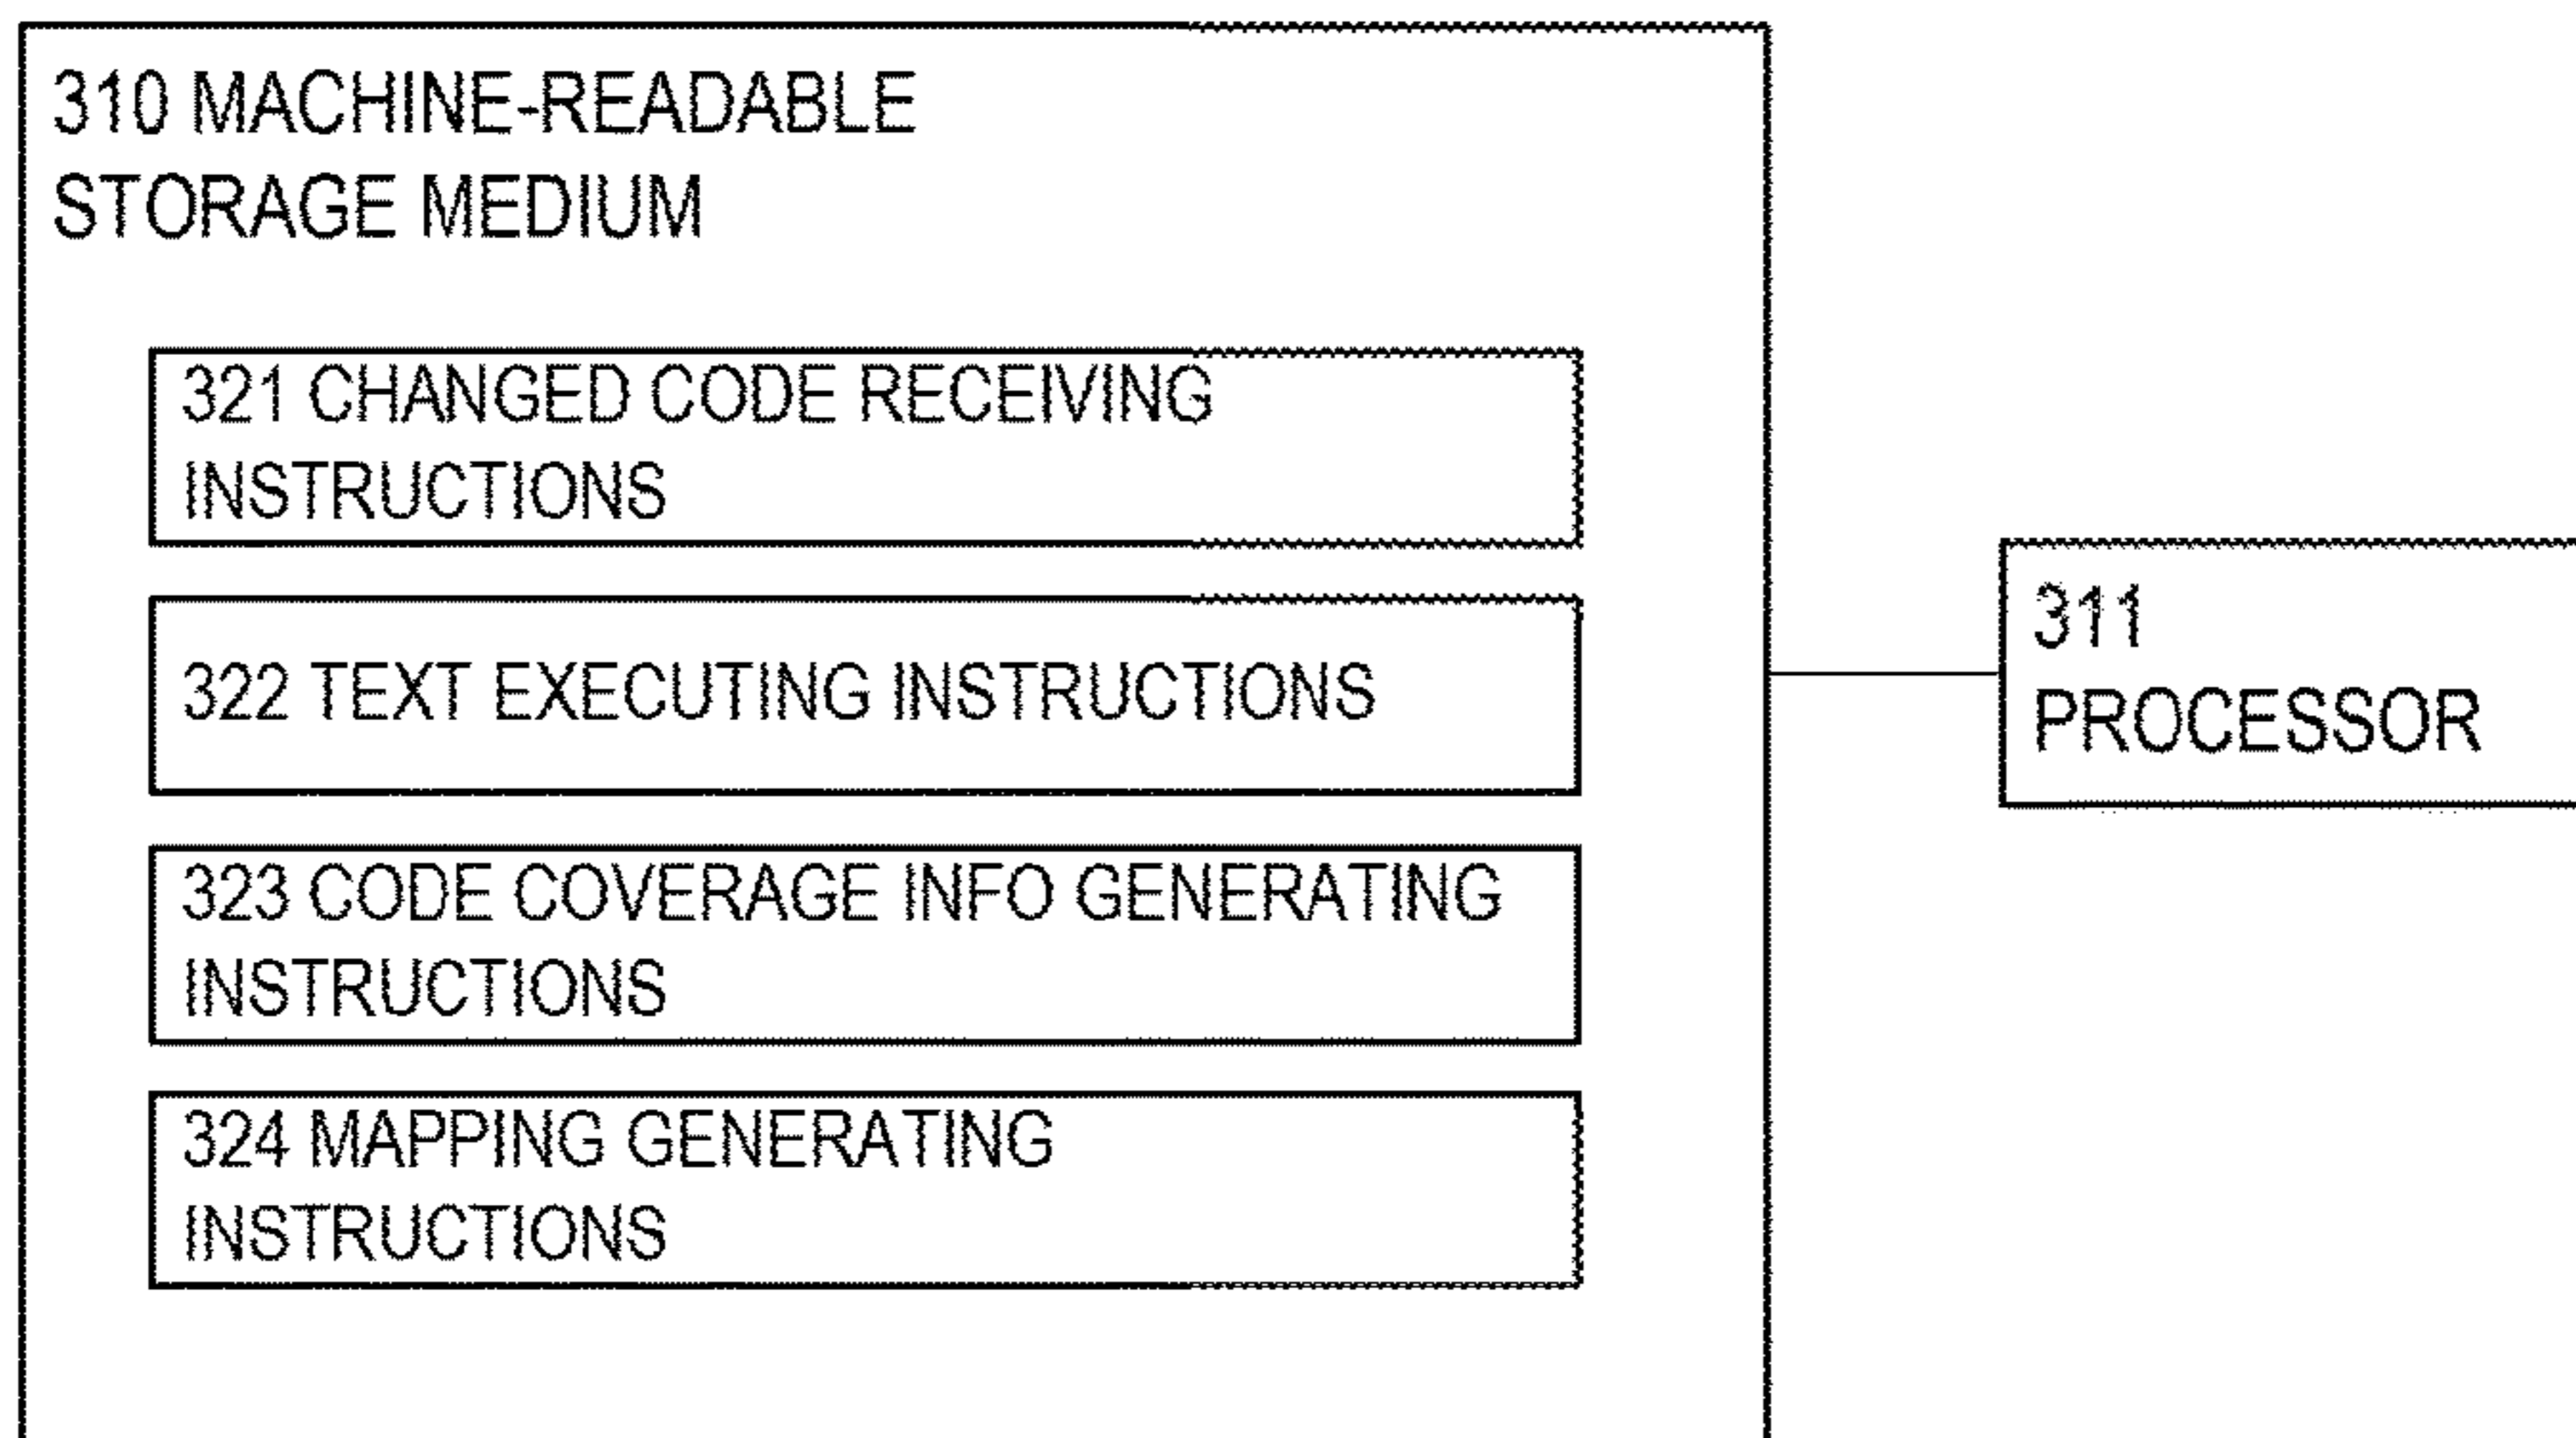 310 MACHINE-READABLE
STORAGE MEDIUM
321 CHANGED CODE RECEIVING
INSTRUCTIONS
322 TEXT EXECUTING INSTRUCTIONS
323 CODE COVERAGE INFO GENERATING
INSTRUCTIONS
324 MAPPING GENERATING
INSTRUCTIONS
311
PROCESSOR